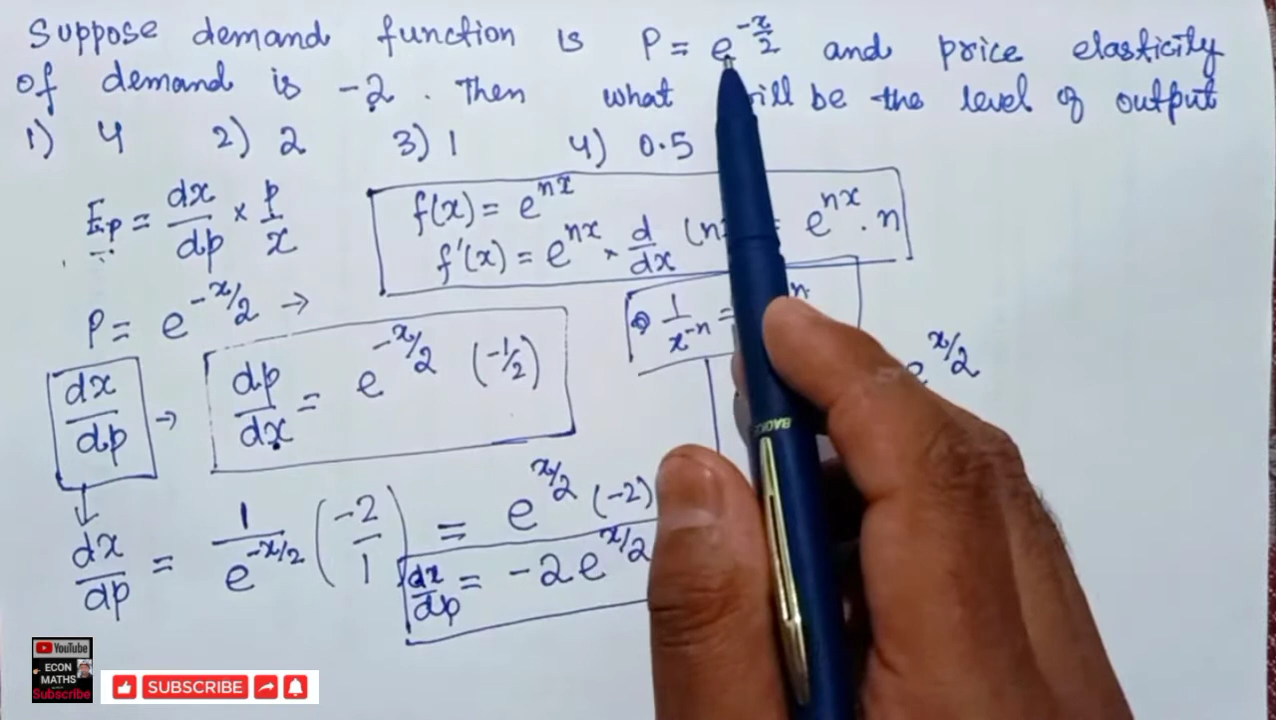 Suppose demand function is P = e^{-x/2} and price elasticity
of demand is -2. Then what will be the level of output
1) 4 2) 2 3) 1 4) 0.5
Ep = dx/dp × p/x
f(x) = e^{nx}
f'(x) = e^{nx} × d/dx (n = e^{nx} . n
P = e^{-x/2} →
1/x^{-n} = n
e^{x/2}
dx/dp → dp/dx = e^{-x/2} (-1/2)
dx/dp = 1/e^{-x/2} (-2/1) = e^{x/2} (-2)
dx/dp = -2e^{x/2}
YouTube
ECON
MATHS
Subscribe
SUBSCRIBE